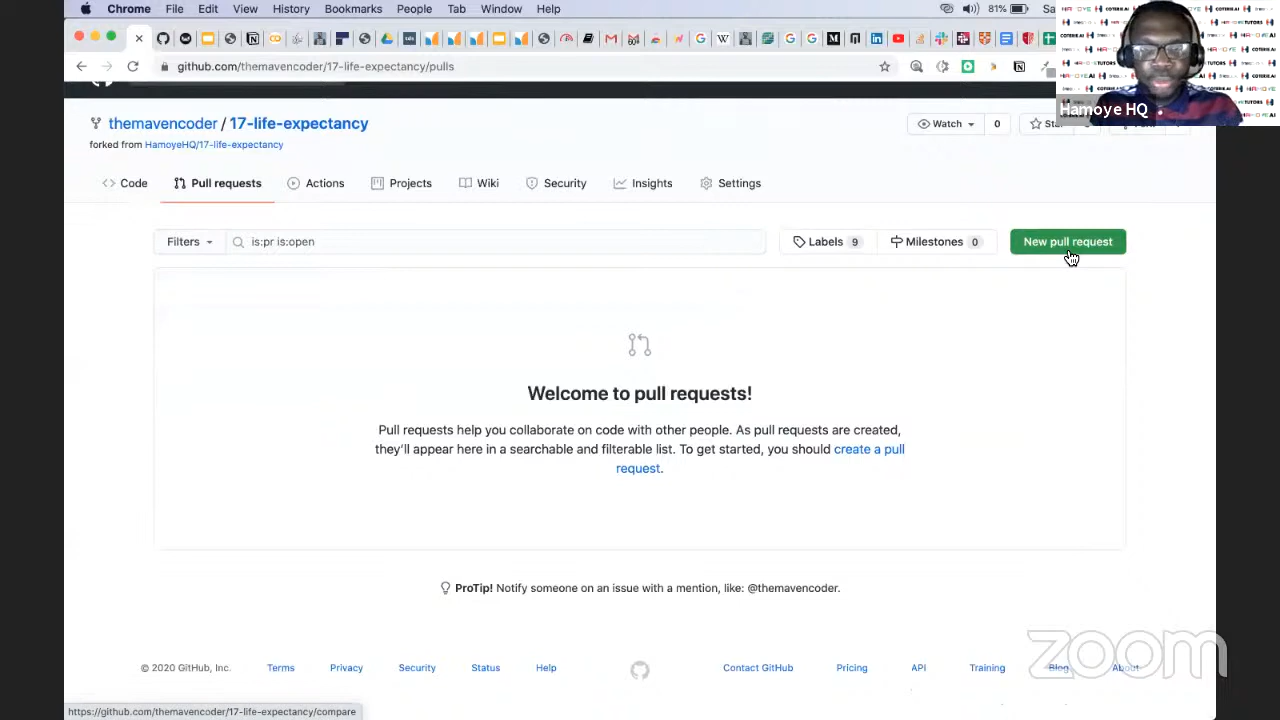 Chrome File Edit View History Bookmarks People Tab Window Help 81%
github.com/themavencoder/17-life-expectancy/pulls
Hamoye HQ
themavencoder / 17-life-expectancy
forked from HamoyeHQ/17-life-expectancy
Watch 0
Code Pull requests Actions Projects Wiki Security Insights Settings
Filters is:pr is:open Labels 9 Milestones 0 New pull request
Welcome to pull requests!
Pull requests help you collaborate on code with other people. As pull requests are created,
they'll appear here in a searchable and filterable list. To get started, you should create a pull
request.
ProTip! Notify someone on an issue with a mention, like: @themavencoder.
zoom
© 2020 GitHub, Inc. Terms Privacy Security Status Help Contact GitHub Pricing API Training Blog About
https://github.com/themavencoder/17-life-expectancy/compare